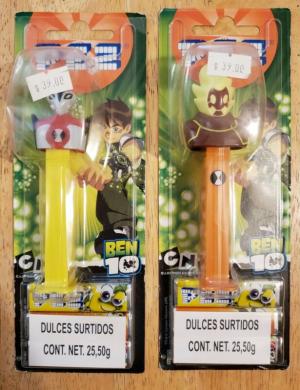 PEZ
$ 39.00
BEN
10
CN
DULCES SURTIDOS
CONT. NET. 25,50g
PEZ
$ 39.00
BEN
10
CN
DULCES SURTIDOS
CONT. NET. 25,50g